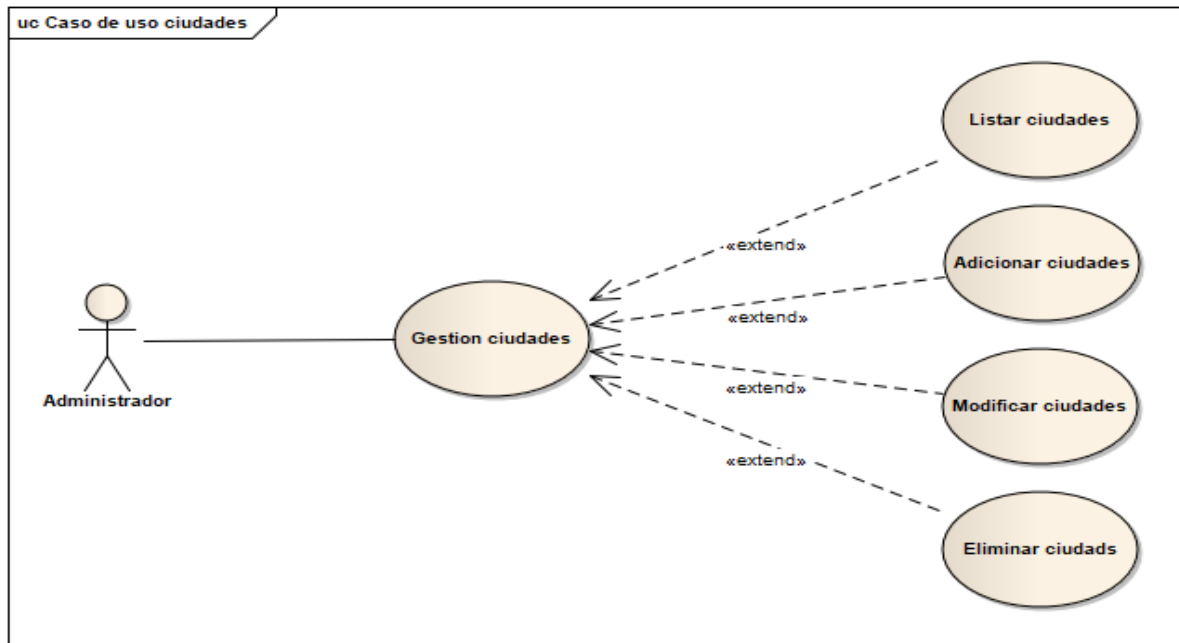 uc Caso de uso ciudades
Listar ciudades
«extend»
Adicionar ciudades
«extend»
Gestion ciudades
Administrador
«extend»
Modificar ciudades
«extend»
Eliminar ciudads